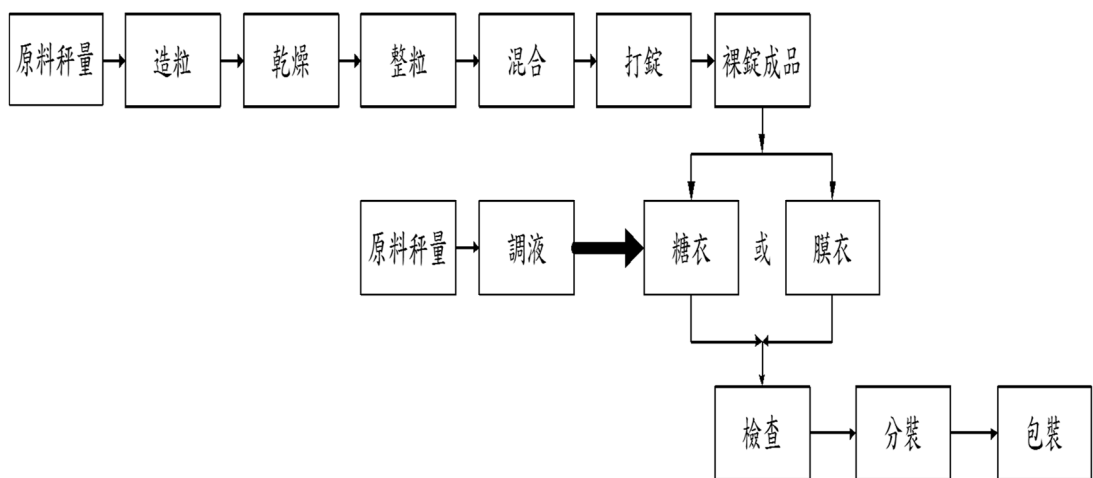 原料秤量
造粒
乾燥
整粒
混合
打錠
裸錠成品
原料秤量
調液
糖衣
或
膜衣
檢查
分裝
包裝